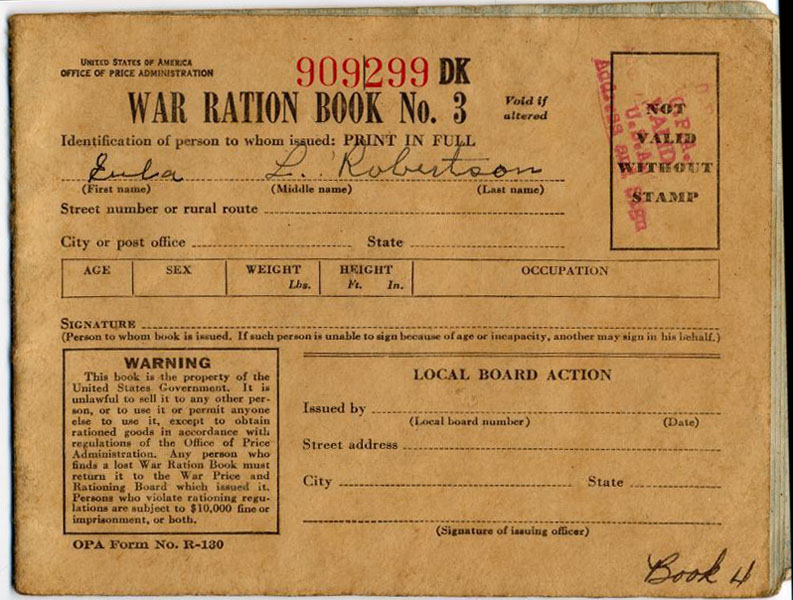 UNITED STATES OF AMERICA
OFFICE OF PRICE ADMINISTRATION
909299 DK
WAR RATION BOOK No. 3
Void if
altered
Identification of person to whom issued: PRINT IN FULL
Eula L. Robertson
(First name) (Middle name) (Last name)
Street number or rural route
City or post office State
NOT
VALID
WITHOUT
STAMP
O.P.A.
VALID
U.S.A.
Address and Sign
AGE SEX WEIGHT Lbs. HEIGHT Ft. In. OCCUPATION
SIGNATURE
(Person to whom book is issued. If such person is unable to sign because of age or incapacity, another may sign in his behalf.)
WARNING
This book is the property of the
United States Government. It is
unlawful to sell it to any other per-
son, or to use it or permit anyone
else to use it, except to obtain
rationed goods in accordance with
regulations of the Office of Price
Administration. Any person who
finds a lost War Ration Book must
return it to the War Price and
Rationing Board which issued it.
Persons who violate rationing regu-
lations are subject to $10,000 fine or
imprisonment, or both.
OPA Form No. R-130
LOCAL BOARD ACTION
Issued by
(Local board number) (Date)
Street address
City State
(Signature of issuing officer)
Book 4